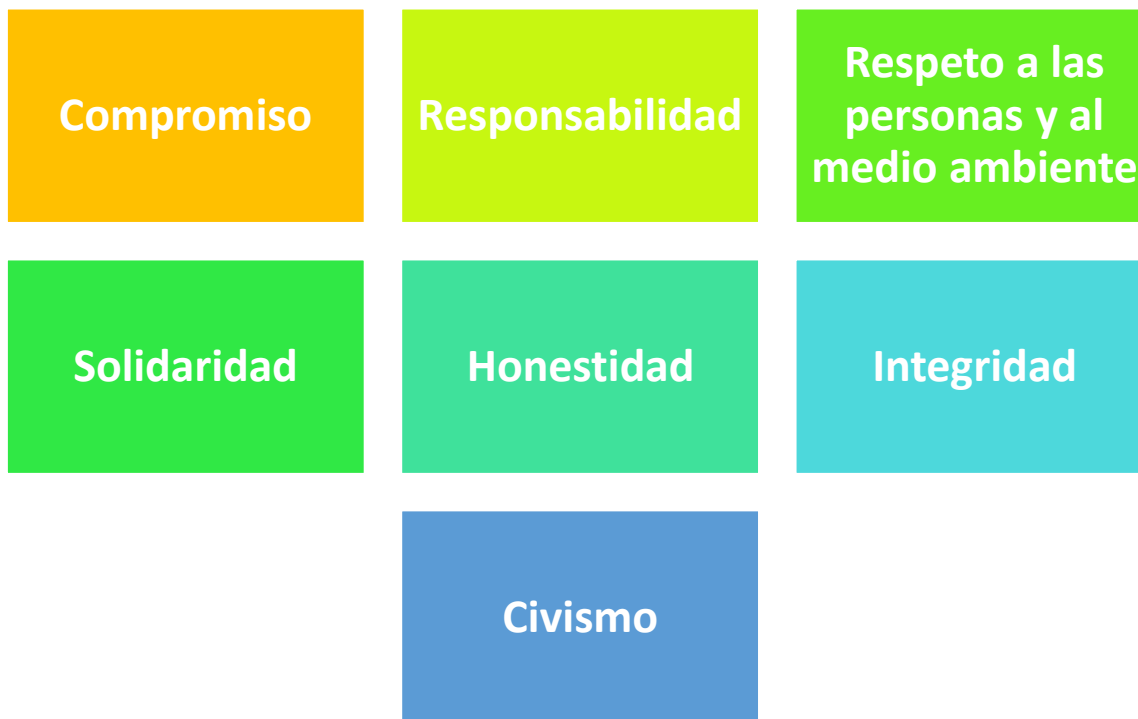 Compromiso
Responsabilidad
Respeto a las
personas y al
medio ambiente
Solidaridad
Honestidad
Integridad
Civismo